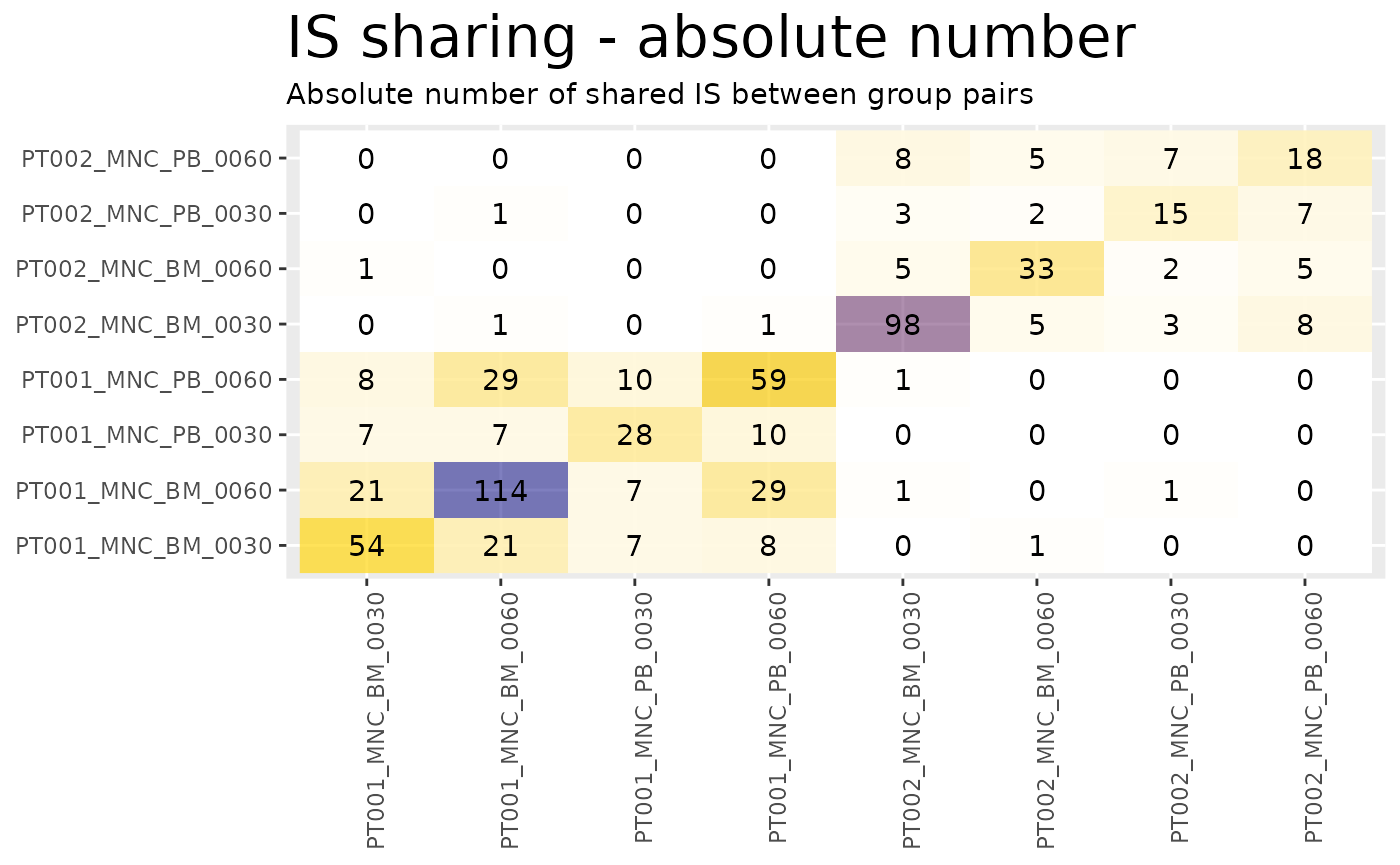 IS sharing - absolute number
Absolute number of shared IS between group pairs
PT002_MNC_PB_0060 0 0 0 0 8 5 7 18
PT002_MNC_PB_0030 0 1 0 0 3 2 15 7
PT002_MNC_BM_0060 1 0 0 0 5 33 2 5
PT002_MNC_BM_0030 0 1 0 1 98 5 3 8
PT001_MNC_PB_0060 8 29 10 59 1 0 0 0
PT001_MNC_PB_0030 7 7 28 10 0 0 0 0
PT001_MNC_BM_0060 21 114 7 29 1 0 1 0
PT001_MNC_BM_0030 54 21 7 8 0 1 0 0
PT001_MNC_BM_0030
PT001_MNC_BM_0060
PT001_MNC_PB_0030
PT001_MNC_PB_0060
PT002_MNC_BM_0030
PT002_MNC_BM_0060
PT002_MNC_PB_0030
PT002_MNC_PB_0060